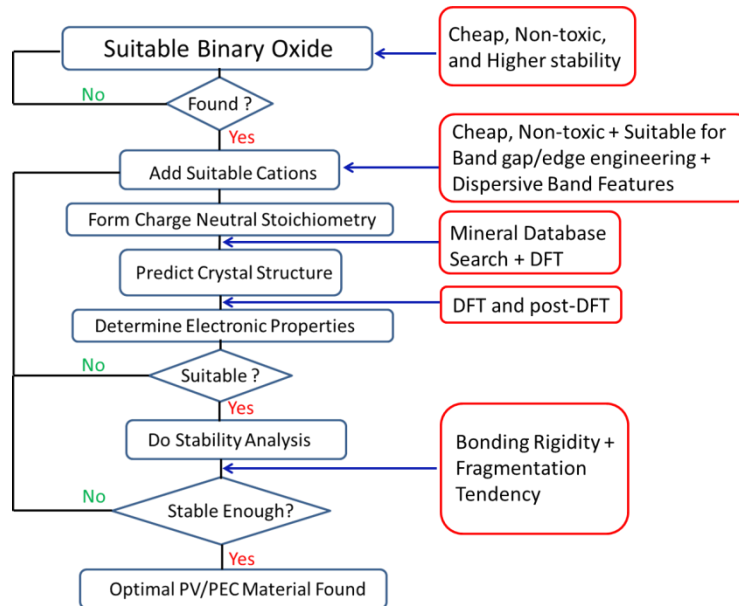 Suitable Binary Oxide
Cheap, Non-toxic,
and Higher stability
No
Found ?
Yes
Add Suitable Cations
Cheap, Non-toxic + Suitable for
Band gap/edge engineering +
Dispersive Band Features
Form Charge Neutral Stoichiometry
Mineral Database
Search + DFT
Predict Crystal Structure
DFT and post-DFT
Determine Electronic Properties
No
Suitable ?
Yes
Do Stability Analysis
Bonding Rigidity +
Fragmentation
Tendency
No
Stable Enough?
Yes
Optimal PV/PEC Material Found